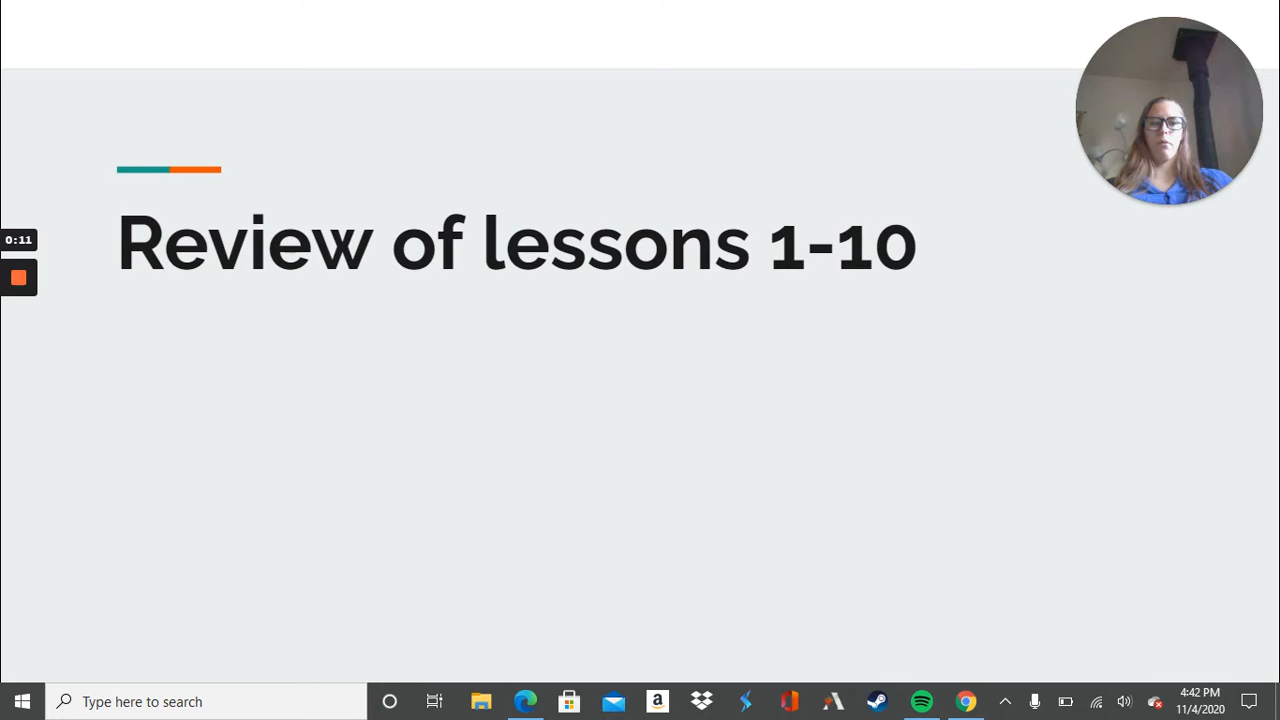 Review of lessons 1-10
0:11
Type here to search
a
4:42 PM
11/4/2020